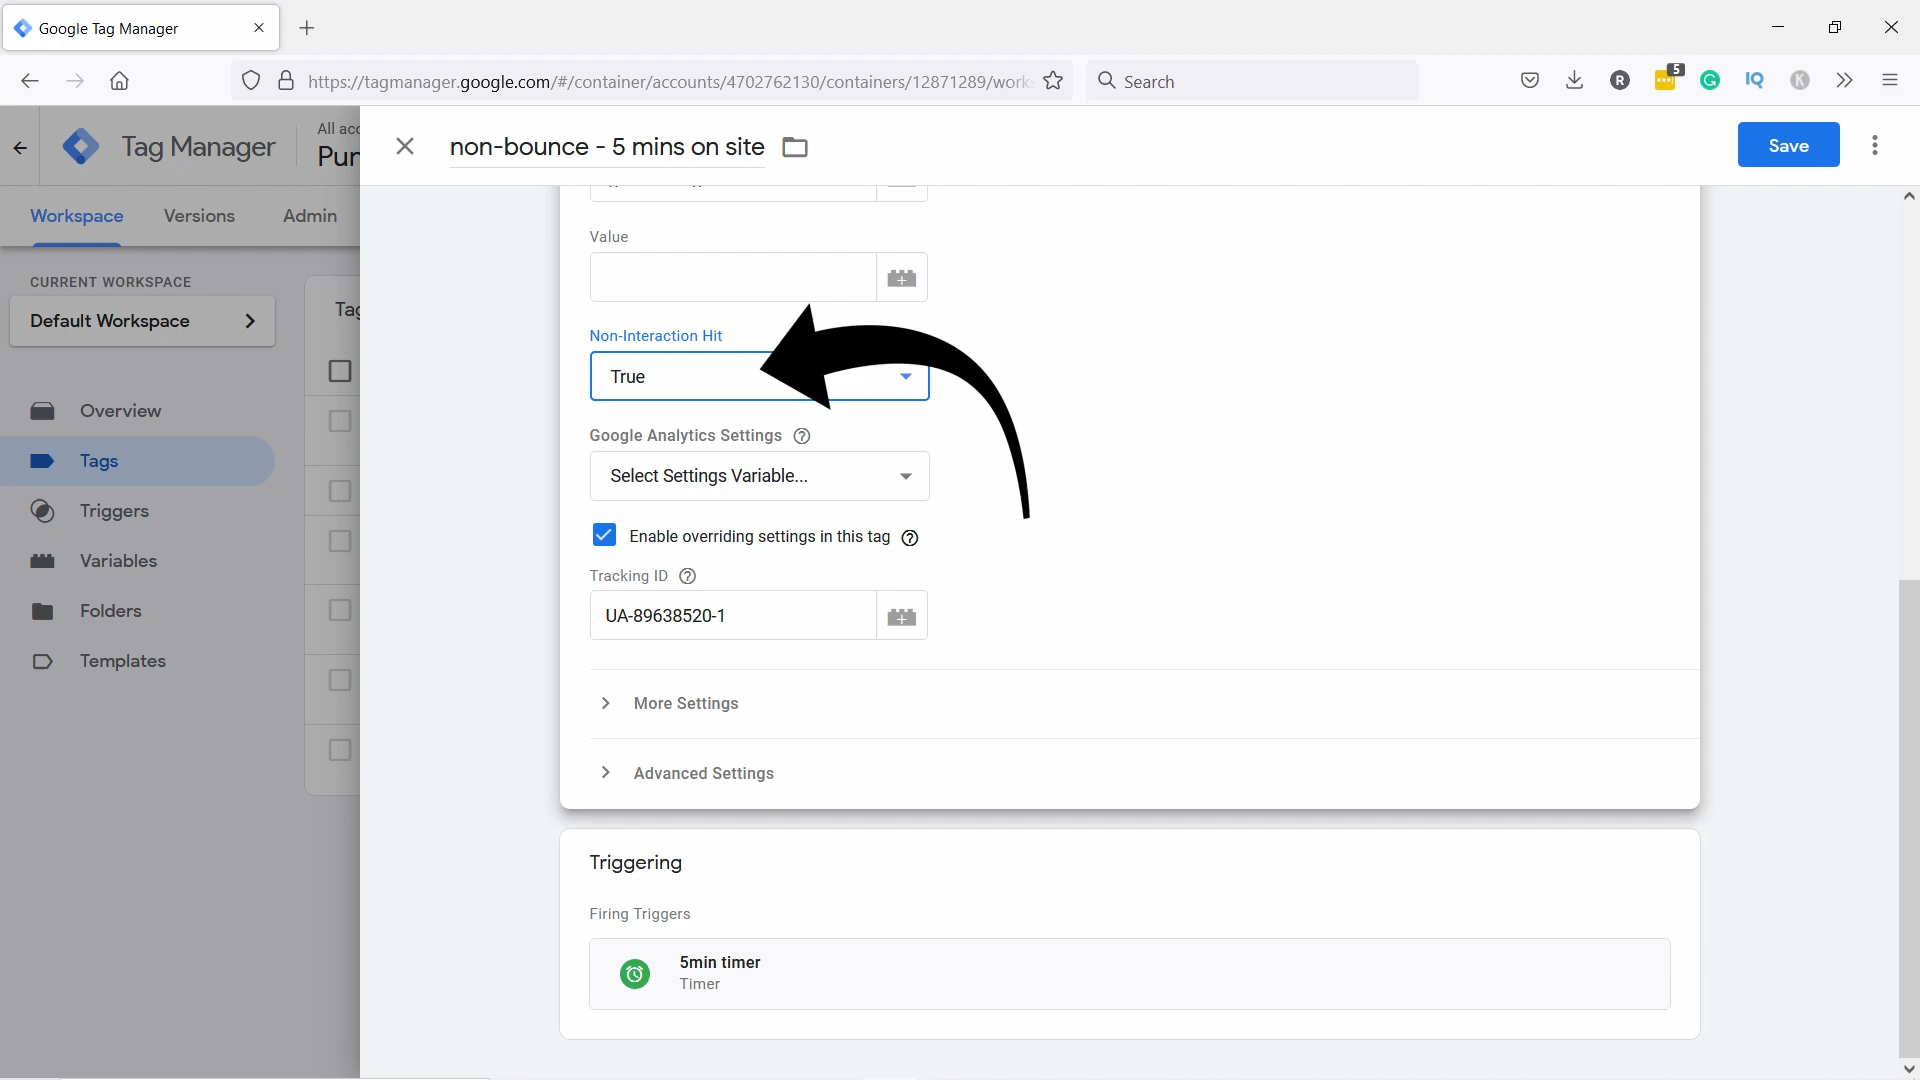 Google Tag Manager
https://tagmanager.google.com/#/container/accounts/4702762130/containers/12871289/work
Search
R
5
G
IQ
K
Tag Manager
All acc
Pun
non-bounce - 5 mins on site
Save
Workspace
Versions
Admin
CURRENT WORKSPACE
Default Workspace
Overview
Tags
Triggers
Variables
Folders
Templates
Tag
Value
Non-Interaction Hit
True
Google Analytics Settings
Select Settings Variable...
Enable overriding settings in this tag
Tracking ID
UA-89638520-1
More Settings
Advanced Settings
Triggering
Firing Triggers
5min timer
Timer